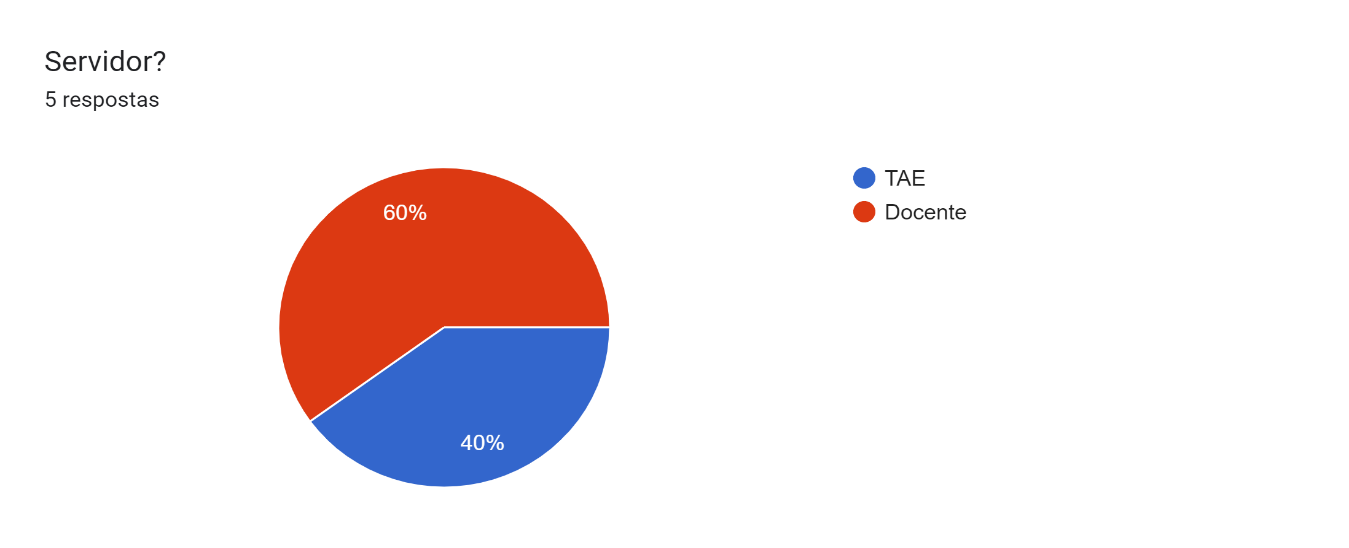 Servidor?
5 respostas
60%
40%
TAE
Docente